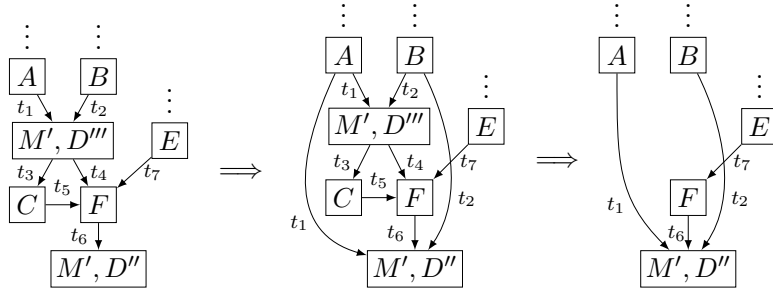 ⋮ ⋮
A B
t₁ t₂ ⋮
M′, D‴ E
t₃ t₄ t₇
t₅
C F
t₆
M′, D″
⟹
⋮ ⋮
A B
t₁ t₂ ⋮
M′, D‴ E
t₃ t₄ t₇
t₅
C F
t₁ t₆ t₂
M′, D″
⟹
⋮ ⋮
A B
⋮
E
t₇
F
t₁ t₆ t₂
M′, D″